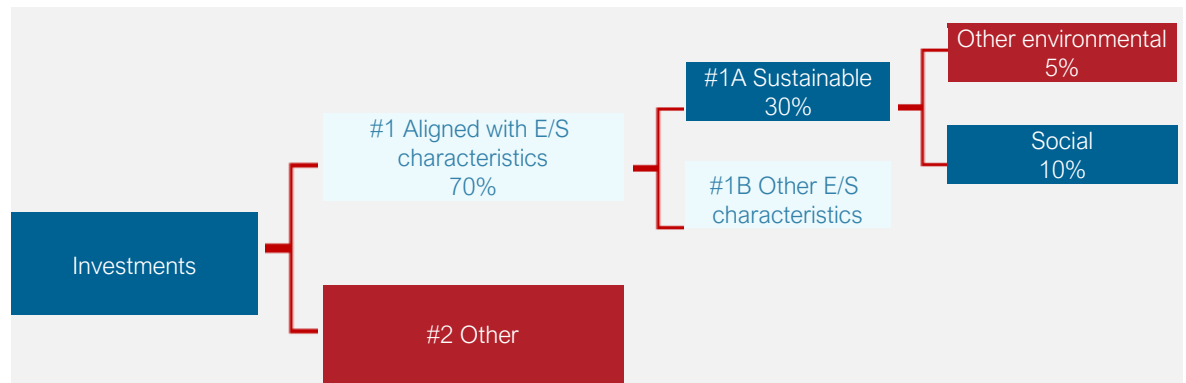 Investments
#1 Aligned with E/S
characteristics
70%
#2 Other
#1A Sustainable
30%
#1B Other E/S
characteristics
Other environmental
5%
Social
10%